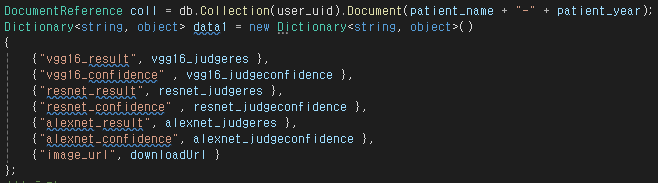 DocumentReference coll = db.Collection(user_uid).Document(patient_name + "-" + patient_year);
Dictionary<string, object> data1 = new Dictionary<string, object>()
{
{"vgg16_result", vgg16_judgeres },
{"vgg16_confidence" , vgg16_judgeconfidence },
{"resnet_result", resnet_judgeres },
{"resnet_confidence" , resnet_judgeconfidence },
{"alexnet_result", alexnet_judgeres },
{"alexnet_confidence", alexnet_judgeconfidence },
{"image_url", downloadUrl }
};